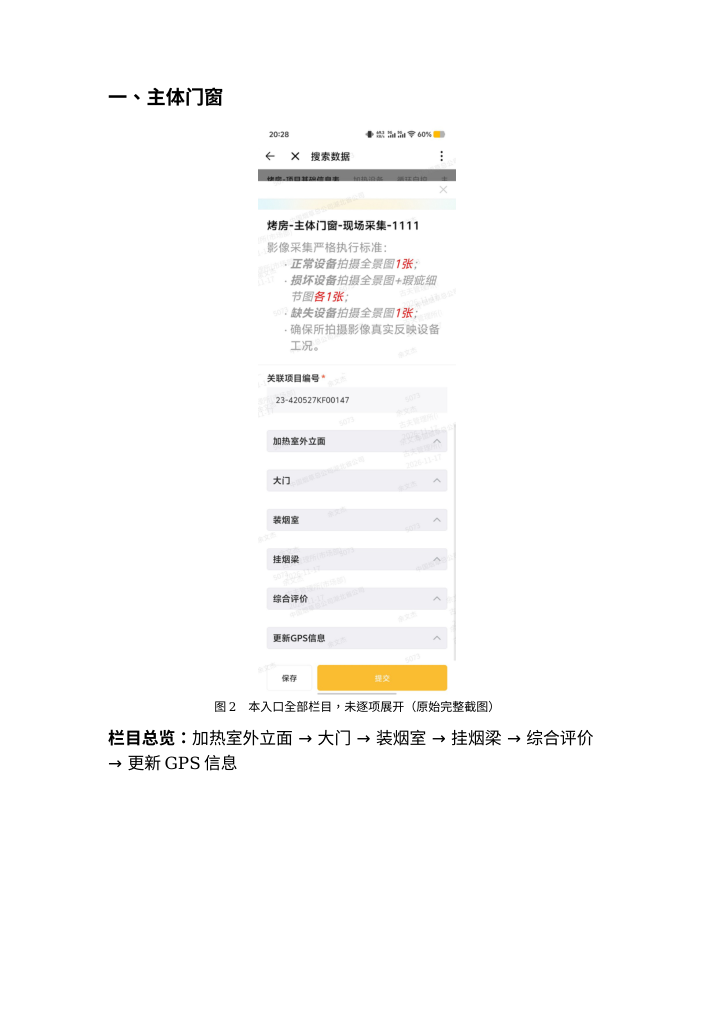 一、主体门窗
20:28
60%
搜索数据
烤房-主体门窗-现场采集-1111
影像采集严格执行标准：
· 正常设备拍摄全景图1张；
· 损坏设备拍摄全景图+瑕疵细
节图各1张；
· 缺失设备拍摄全景图1张；
· 确保所拍摄影像真实反映设备
工况。
关联项目编号 *
23-420527KF00147
加热室外立面
大门
装烟室
挂烟梁
综合评价
更新GPS信息
保存
提交
图 2 本入口全部栏目，未逐项展开（原始完整截图）
栏目总览：加热室外立面 → 大门 → 装烟室 → 挂烟梁 → 综合评价
→ 更新 GPS 信息